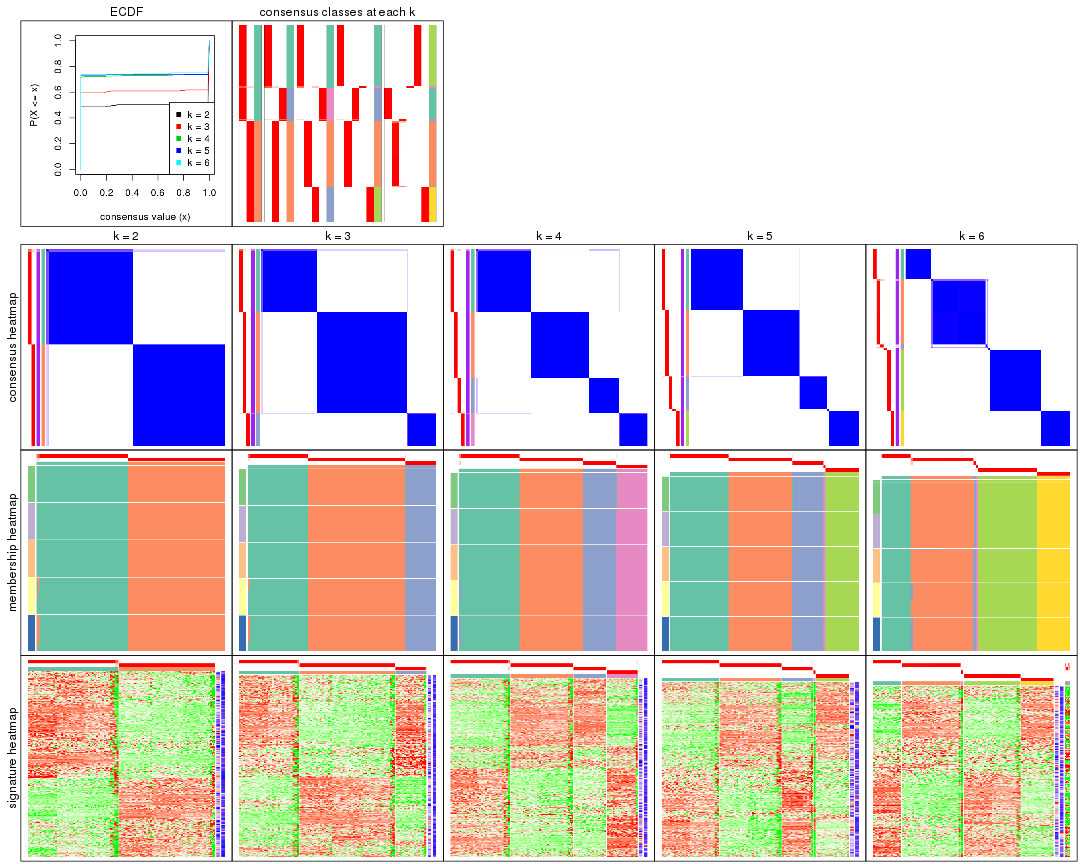 ECDF
consensus classes at each k
P(X <= x)
1.0
0.8
0.6
0.4
0.2
0.0
k = 2
k = 3
k = 4
k = 5
k = 6
0.0 0.2 0.4 0.6 0.8 1.0
consensus value (x)
k = 2 k = 3 k = 4 k = 5 k = 6
consensus heatmap
membership heatmap
signature heatmap